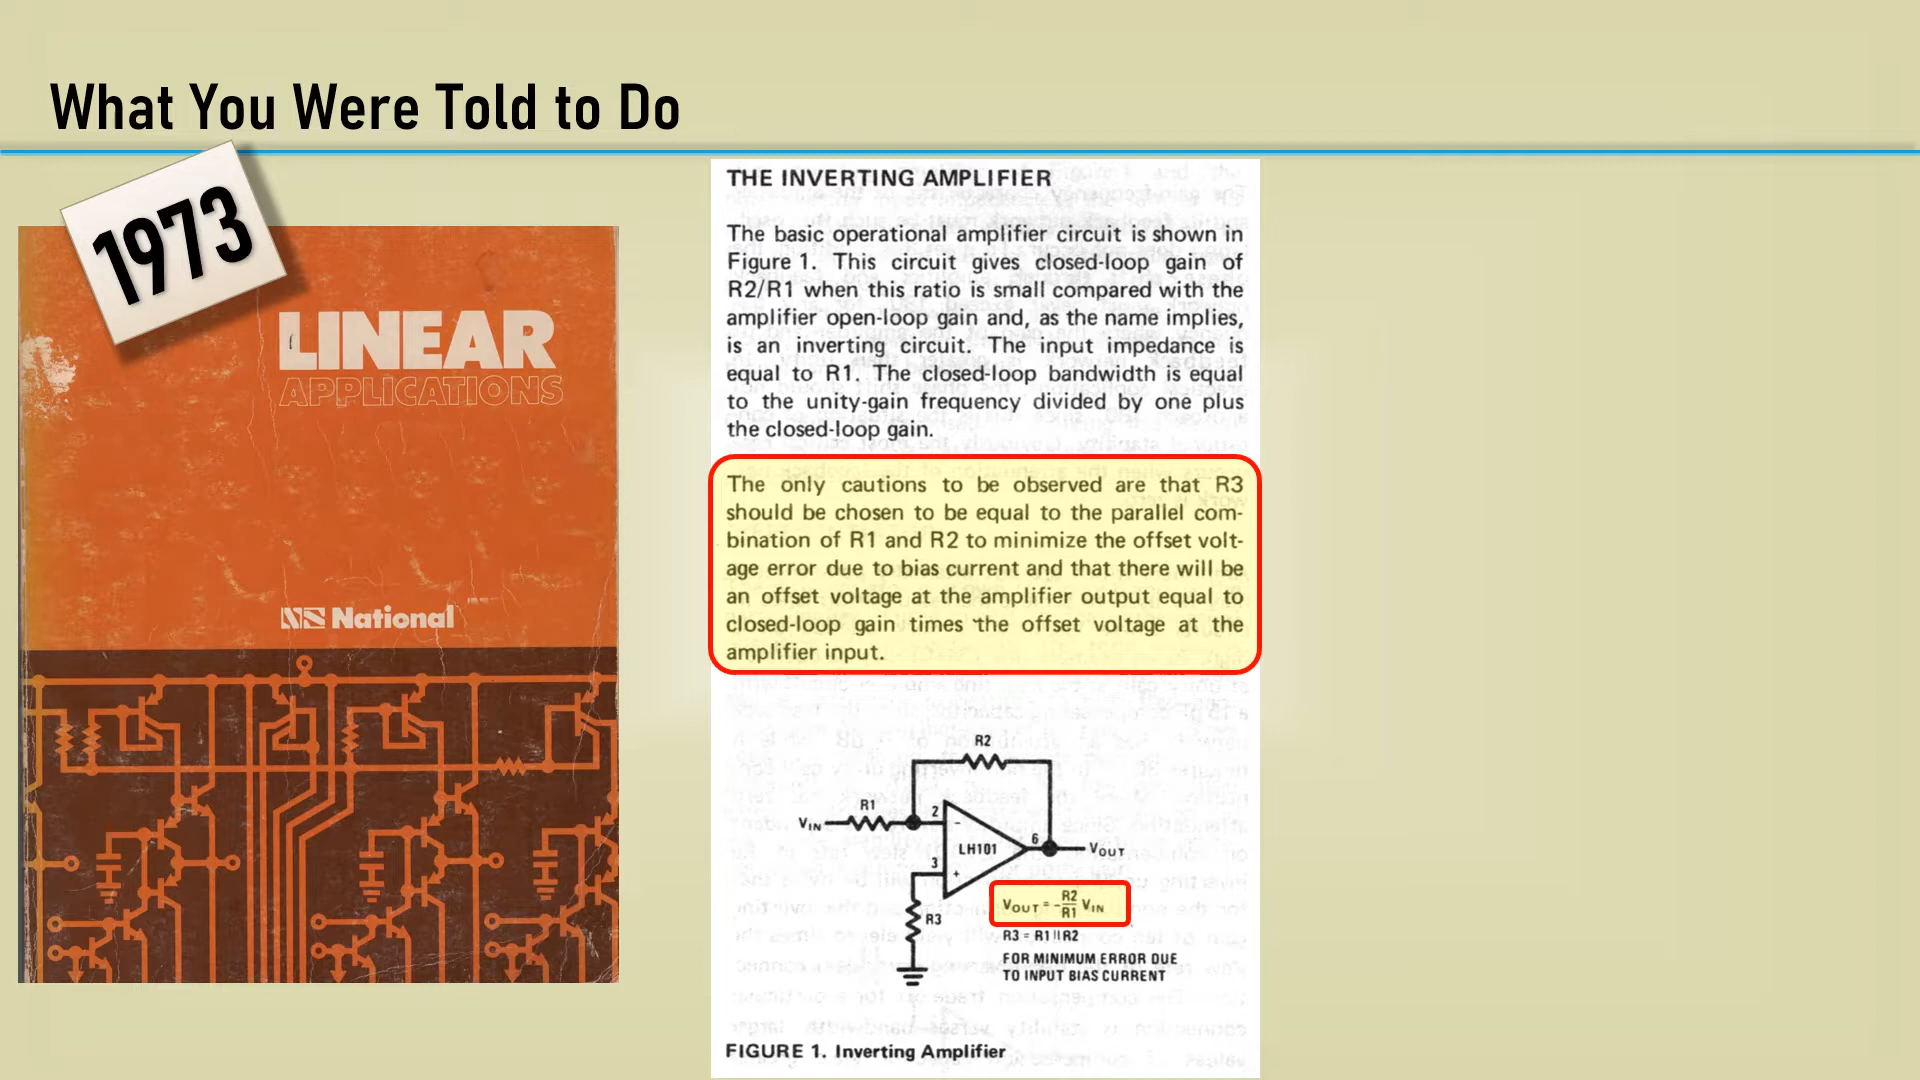 What You Were Told to Do
1973
LINEAR
APPLICATIONS
National
THE INVERTING AMPLIFIER
The basic operational amplifier circuit is shown in
Figure 1. This circuit gives closed-loop gain of
R2/R1 when this ratio is small compared with the
amplifier open-loop gain and, as the name implies,
is an inverting circuit. The input impedance is
equal to R1. The closed-loop bandwidth is equal
to the unity-gain frequency divided by one plus
the closed-loop gain.
The only cautions to be observed are that R3
should be chosen to be equal to the parallel com-
bination of R1 and R2 to minimize the offset volt-
age error due to bias current and that there will be
an offset voltage at the amplifier output equal to
closed-loop gain times the offset voltage at the
amplifier input.
R2
R1
VIN
2
-
LH101
6
VOUT
3
+
R3
VOUT = -R2/R1 VIN
R3 = R1 || R2
FOR MINIMUM ERROR DUE
TO INPUT BIAS CURRENT
FIGURE 1. Inverting Amplifier